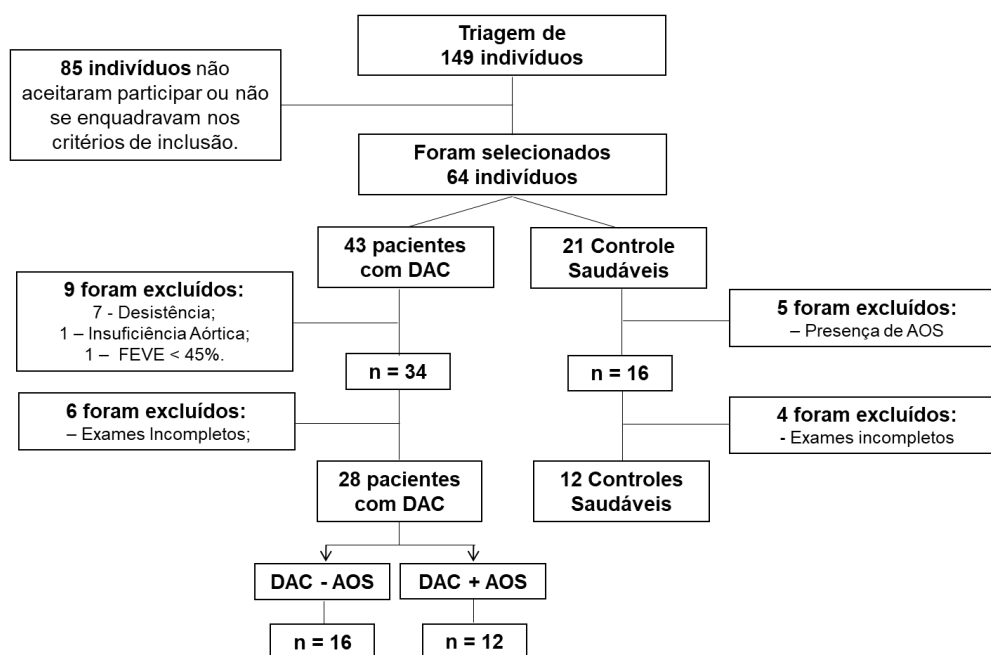 Triagem de
149 indivíduos
85 indivíduos não
aceitaram participar ou não
se enquadravam nos
critérios de inclusão.
Foram selecionados
64 indivíduos
43 pacientes
com DAC
21 Controle
Saudáveis
9 foram excluídos:
7 - Desistência;
1 – Insuficiência Aórtica;
1 – FEVE < 45%.
5 foram excluídos:
– Presença de AOS
n = 34
n = 16
6 foram excluídos:
– Exames Incompletos;
4 foram excluídos:
- Exames incompletos
28 pacientes
com DAC
12 Controles
Saudáveis
DAC - AOS
DAC + AOS
n = 16
n = 12